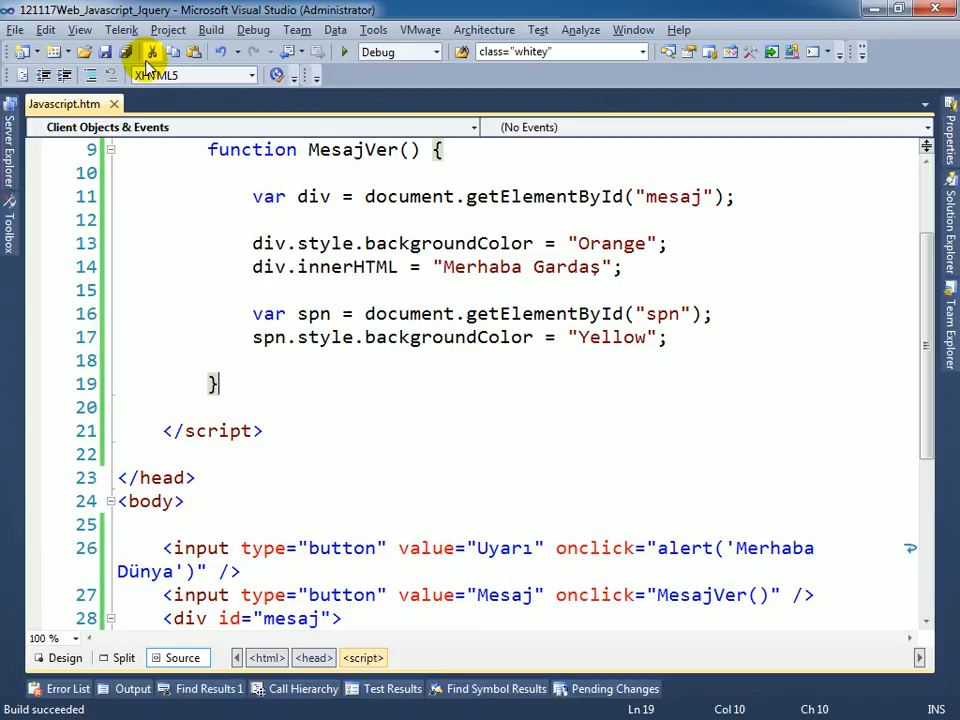 121117Web_Javascript_Jquery - Microsoft Visual Studio (Administrator)
File Edit View Telerik Project Build Debug Team Data Tools VMware Architecture Test Analyze Window Help
Debug class="whitey"
XHTML5
Javascript.htm
Client Objects & Events (No Events)
9 function MesajVer() {
10
11 var div = document.getElementById("mesaj");
12
13 div.style.backgroundColor = "Orange";
14 div.innerHTML = "Merhaba Gardaş";
15
16 var spn = document.getElementById("spn");
17 spn.style.backgroundColor = "Yellow";
18
19 }
20
21 </script>
22
23 </head>
24 <body>
25
26 <input type="button" value="Uyarı" onclick="alert('Merhaba
Dünya')" />
27 <input type="button" value="Mesaj" onclick="MesajVer()" />
28 <div id="mesaj">
100 %
Design Split Source <html> <head> <script>
Error List Output Find Results 1 Call Hierarchy Test Results Find Symbol Results Pending Changes
Build succeeded Ln 19 Col 10 Ch 10 INS
Server Explorer
Toolbox
Properties
Solution Explorer
Team Explorer